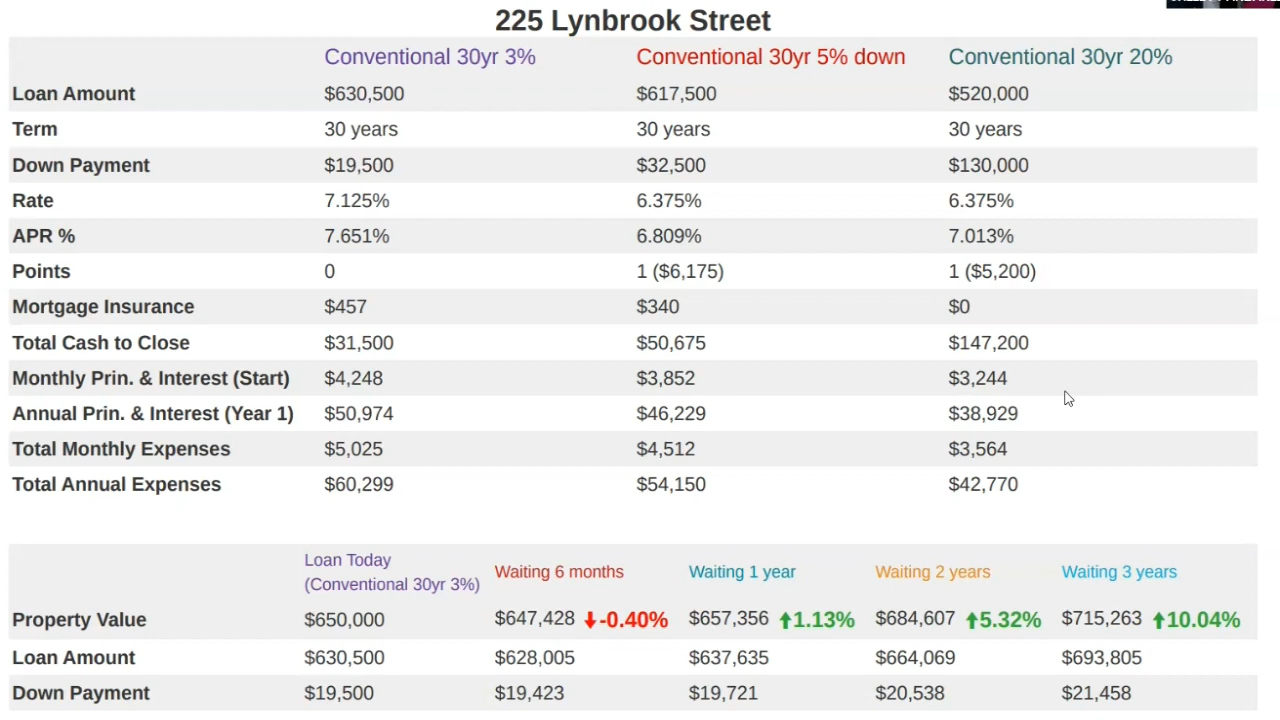 225 Lynbrook Street
Conventional 30yr 3% Conventional 30yr 5% down Conventional 30yr 20%
Loan Amount $630,500 $617,500 $520,000
Term 30 years 30 years 30 years
Down Payment $19,500 $32,500 $130,000
Rate 7.125% 6.375% 6.375%
APR % 7.651% 6.809% 7.013%
Points 0 1 ($6,175) 1 ($5,200)
Mortgage Insurance $457 $340 $0
Total Cash to Close $31,500 $50,675 $147,200
Monthly Prin. & Interest (Start) $4,248 $3,852 $3,244
Annual Prin. & Interest (Year 1) $50,974 $46,229 $38,929
Total Monthly Expenses $5,025 $4,512 $3,564
Total Annual Expenses $60,299 $54,150 $42,770
Loan Today
(Conventional 30yr 3%) Waiting 6 months Waiting 1 year Waiting 2 years Waiting 3 years
Property Value $650,000 $647,428 -0.40% $657,356 1.13% $684,607 5.32% $715,263 10.04%
Loan Amount $630,500 $628,005 $637,635 $664,069 $693,805
Down Payment $19,500 $19,423 $19,721 $20,538 $21,458